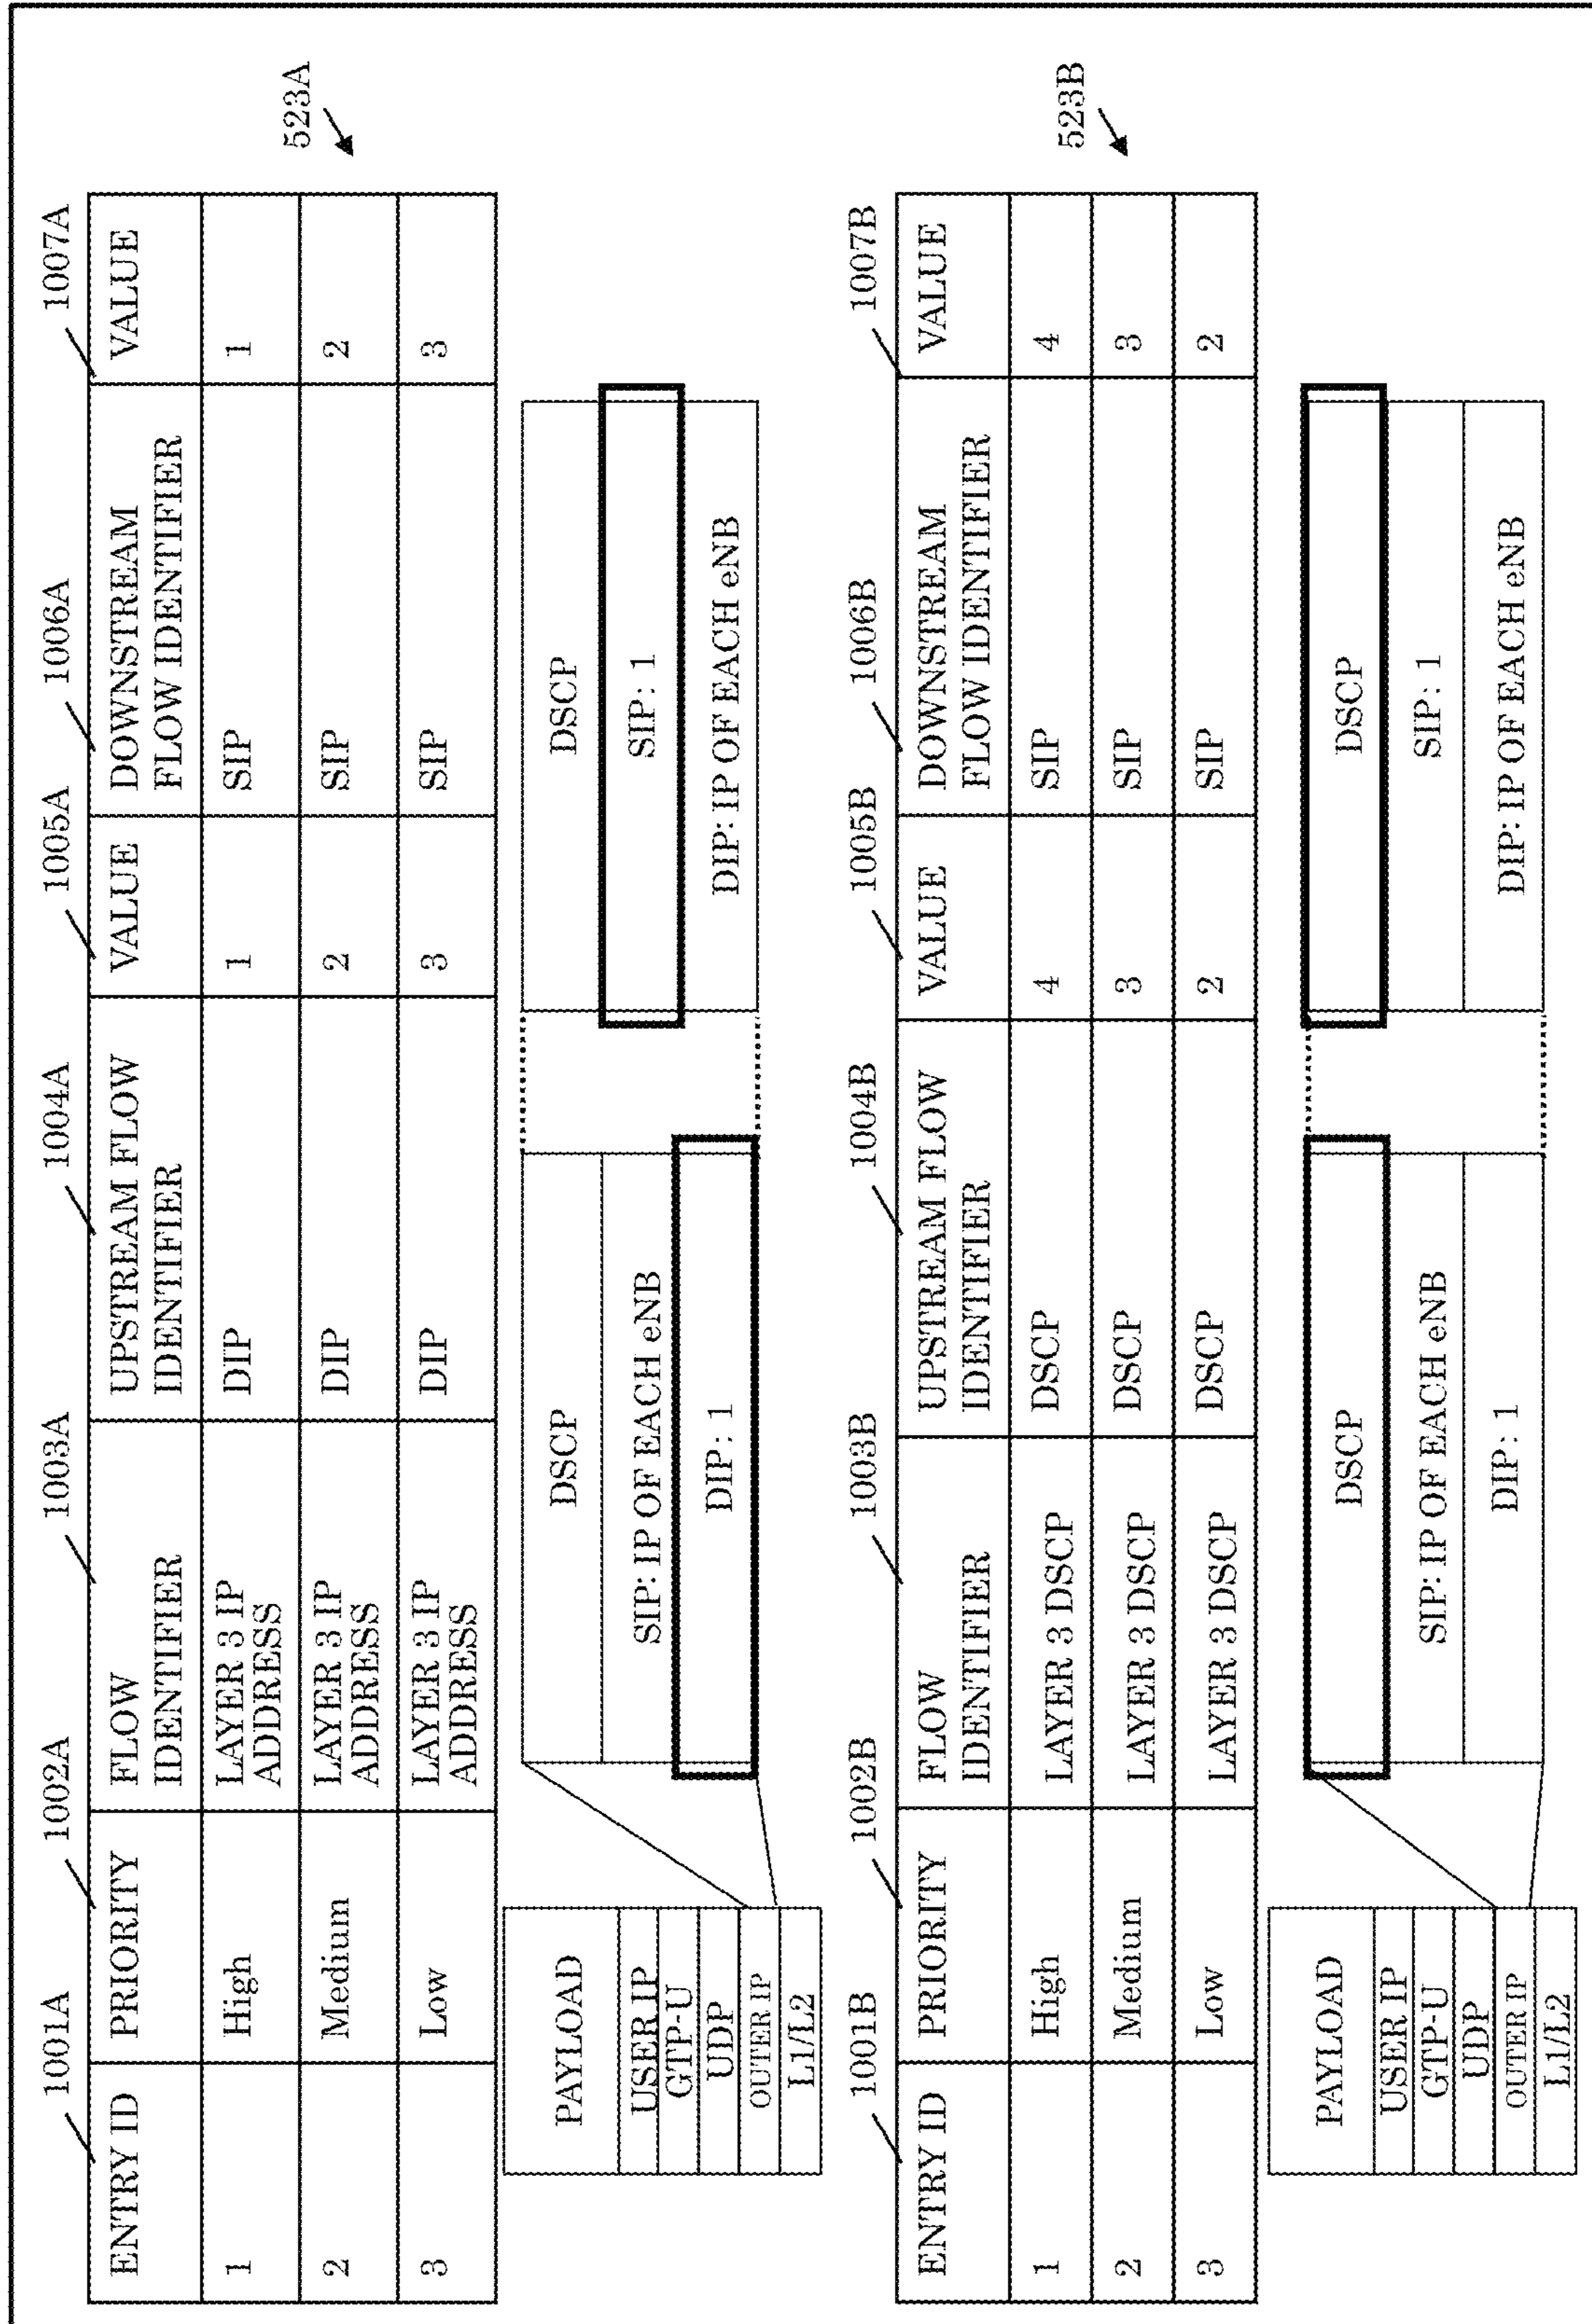 1001A 1002A 1003A 1004A 1005A 1006A 1007A
523A
ENTRY ID PRIORITY FLOW IDENTIFIER UPSTREAM FLOW IDENTIFIER VALUE DOWNSTREAM FLOW IDENTIFIER VALUE
1 High LAYER 3 IP ADDRESS DIP 1 SIP 1
2 Medium LAYER 3 IP ADDRESS DIP 2 SIP 2
3 Low LAYER 3 IP ADDRESS DIP 3 SIP 3
PAYLOAD
USER IP
GTP-U
UDP
OUTER IP
L1/L2
DSCP
SIP: IP OF EACH eNB
DIP: 1
DSCP
SIP: 1
DIP: IP OF EACH eNB
1001B 1002B 1003B 1004B 1005B 1006B 1007B
523B
ENTRY ID PRIORITY FLOW IDENTIFIER UPSTREAM FLOW IDENTIFIER VALUE DOWNSTREAM FLOW IDENTIFIER VALUE
1 High LAYER 3 DSCP DSCP 4 SIP 4
2 Medium LAYER 3 DSCP DSCP 3 SIP 3
3 Low LAYER 3 DSCP DSCP 2 SIP 2
PAYLOAD
USER IP
GTP-U
UDP
OUTER IP
L1/L2
DSCP
SIP: IP OF EACH eNB
DIP: 1
DSCP
SIP: 1
DIP: IP OF EACH eNB